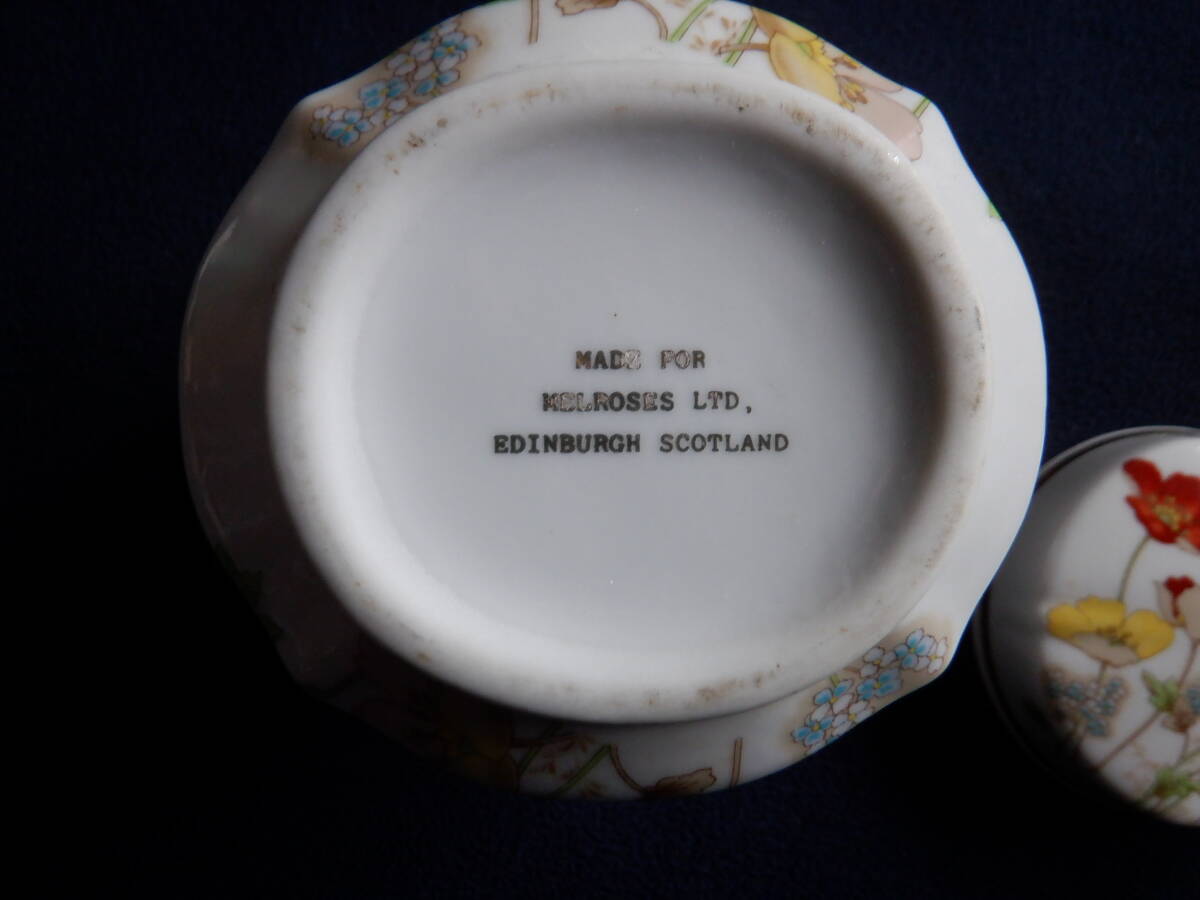 MADE FOR
MELROSES LTD,
EDINBURGH SCOTLAND